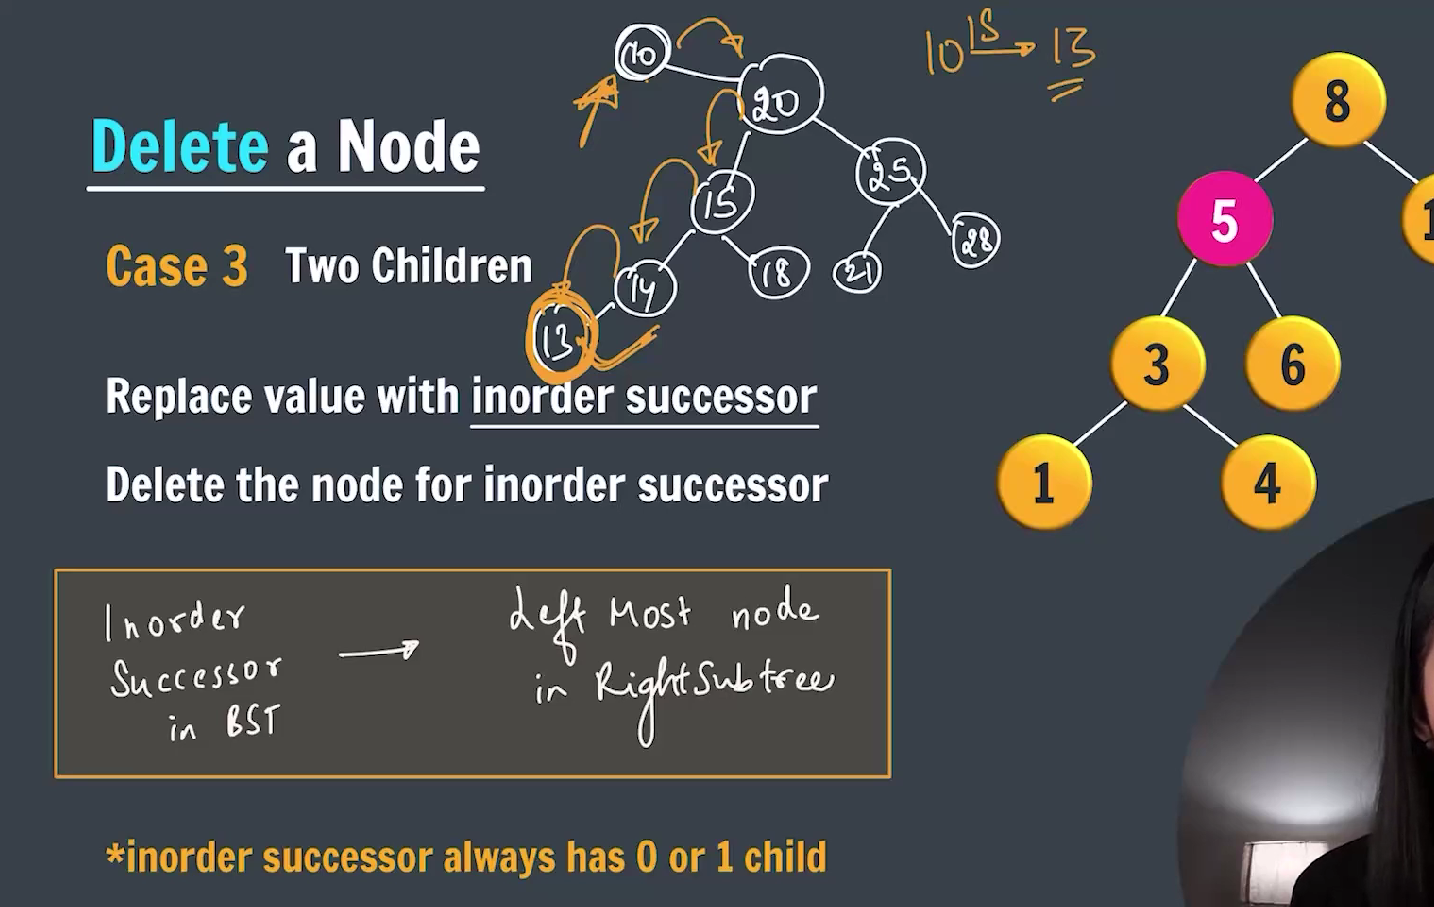 Delete a Node
Case 3 Two Children
Replace value with inorder successor
Delete the node for inorder successor
Inorder
Successor
in BST
Left Most node
in Right Subtree
*inorder successor always has 0 or 1 child
10
20
15
25
14
18
21
28
13
10 IS 13
8
5
1
3
6
1
4